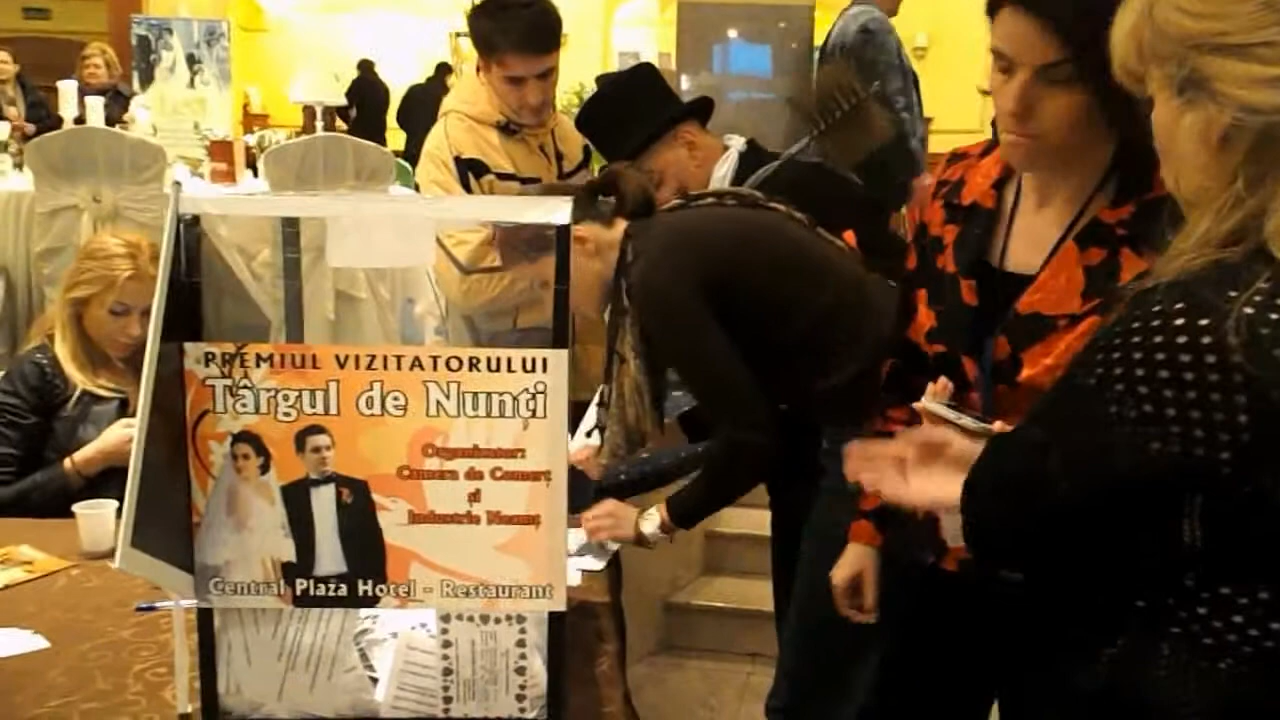 PREMIUL VIZITATORULUI
Târgul de Nunți
Organizator:
Camera de Comerț
și
Industrie Neamț
Central Plaza Hotel - Restaurant